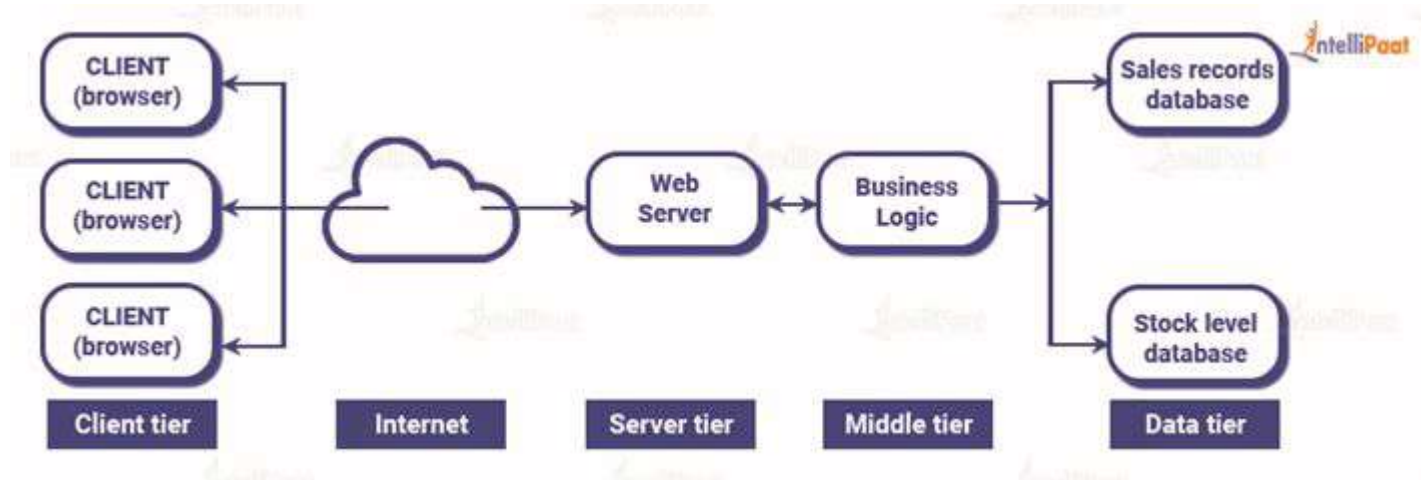 CLIENT
(browser)
CLIENT
(browser)
CLIENT
(browser)
Web
Server
Business
Logic
Sales records
database
Stock level
database
IntelliPaat
Client tier
Internet
Server tier
Middle tier
Data tier